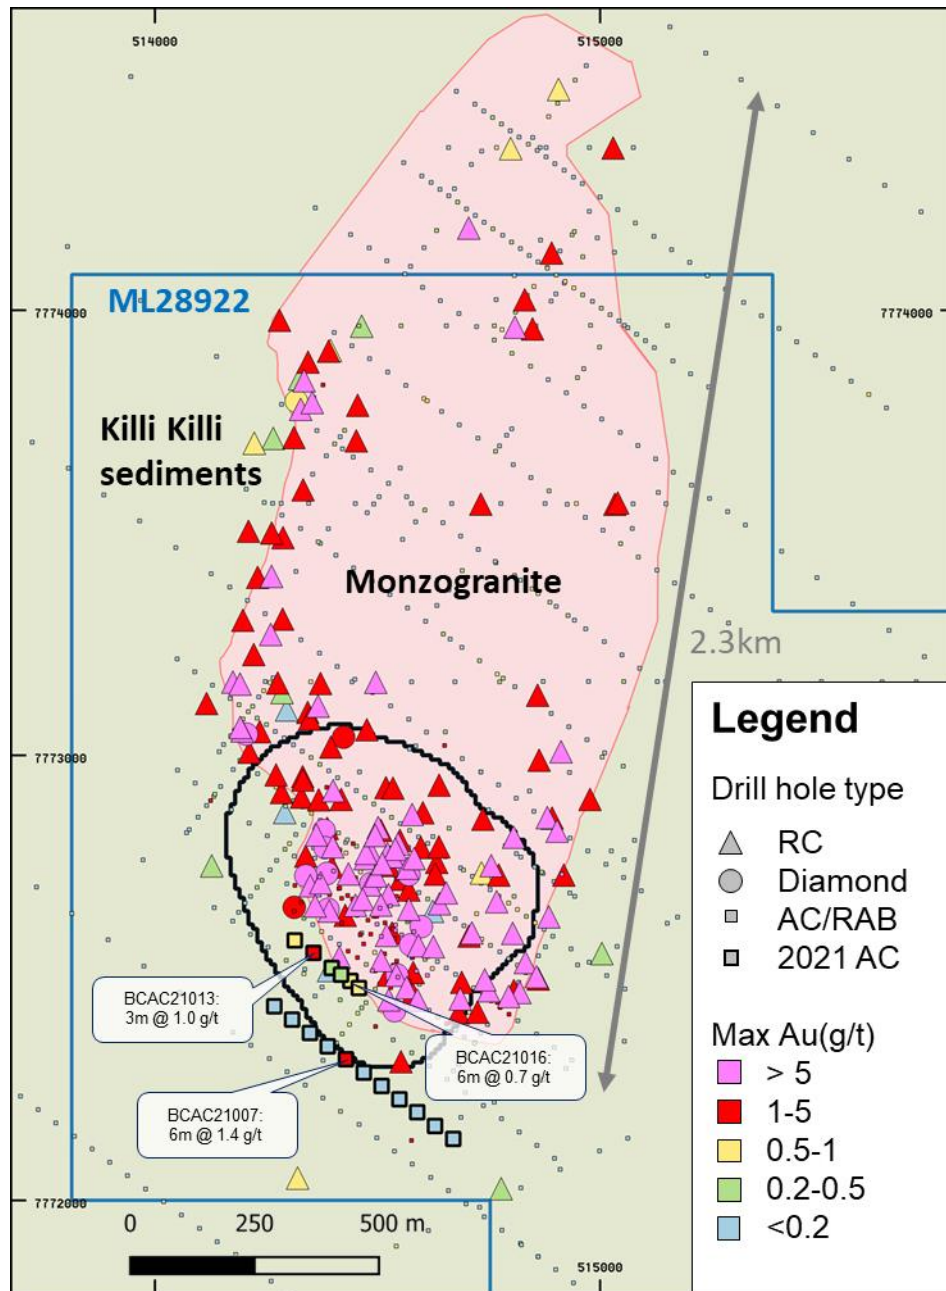 514000
515000
ML28922
7774000
7774000
Killi Killi
sediments
Monzogranite
2.3km
7773000
BCAC21013:
3m @ 1.0 g/t
BCAC21016:
6m @ 0.7 g/t
BCAC21007:
6m @ 1.4 g/t
7772000
0 250 500 m
515000
Legend
Drill hole type
RC
Diamond
AC/RAB
2021 AC
Max Au(g/t)
> 5
1-5
0.5-1
0.2-0.5
<0.2